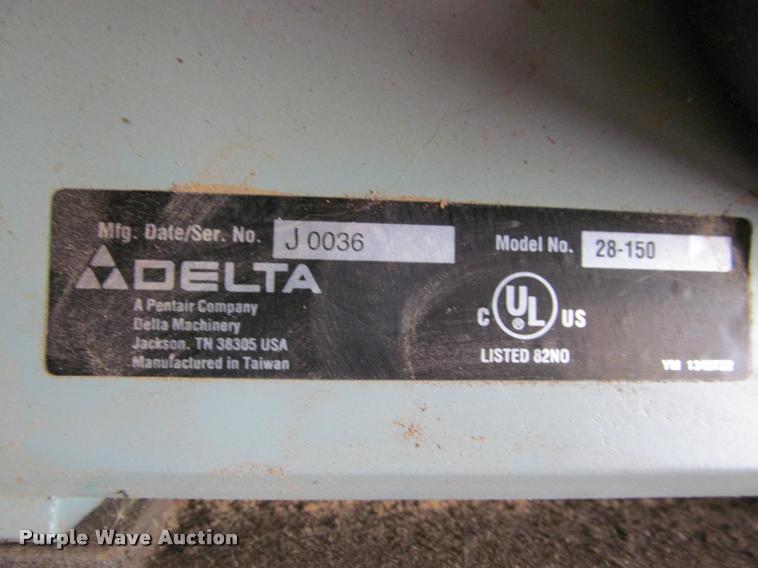 Mfg. Date/Ser. No. J 0036
Model No. 28-150
DELTA
A Pentair Company
Delta Machinery
Jackson, TN 38305 USA
Manufactured in Taiwan
C UL ® US
LISTED 82NO
YM
Purple Wave Auction